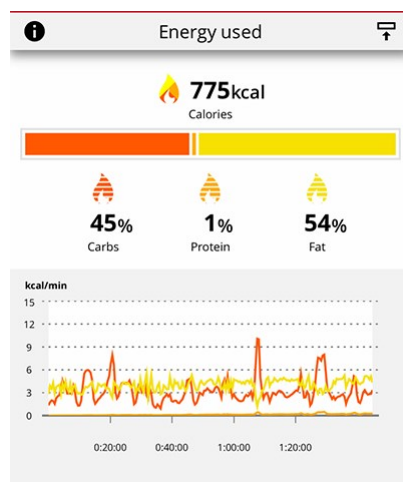 Energy used
775kcal
Calories
45% 1% 54%
Carbs Protein Fat
kcal/min
15
12
9
6
3
0
0:20:00 0:40:00 1:00:00 1:20:00